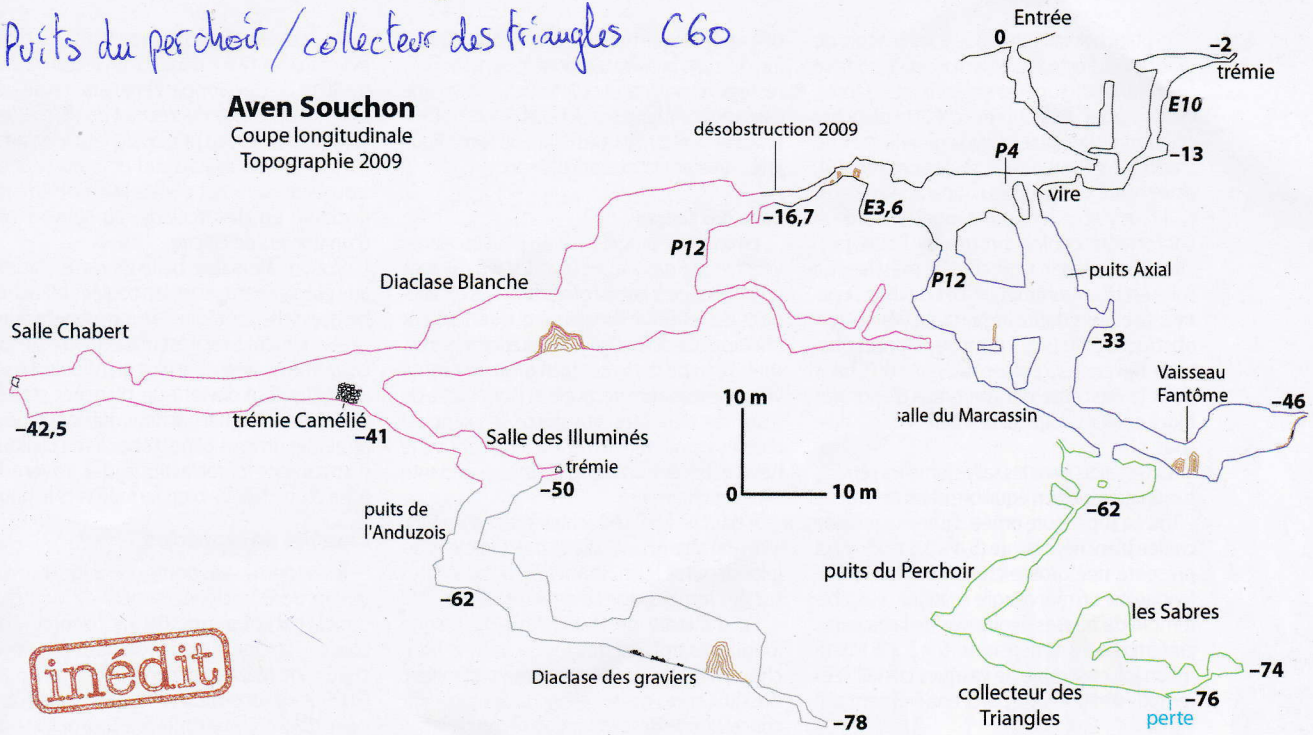 Puits du perchoir / collecteur des triangles C60
Aven Souchon
Coupe longitudinale
Topographie 2009
Entrée
0
–2
trémie
E10
–13
désobstruction 2009
P4
vire
–16,7
E3,6
P12
P12
puits Axial
–33
Diaclase Blanche
Salle Chabert
–42,5
trémie Camélié
–41
Salle des Illuminés
trémie
–50
10 m
0
10 m
salle du Marcassin
Vaisseau
Fantôme
–46
–62
puits de
l'Anduzois
–62
puits du Perchoir
les Sabres
Diaclase des graviers
–78
collecteur des
Triangles
–74
–76
perte
inédit